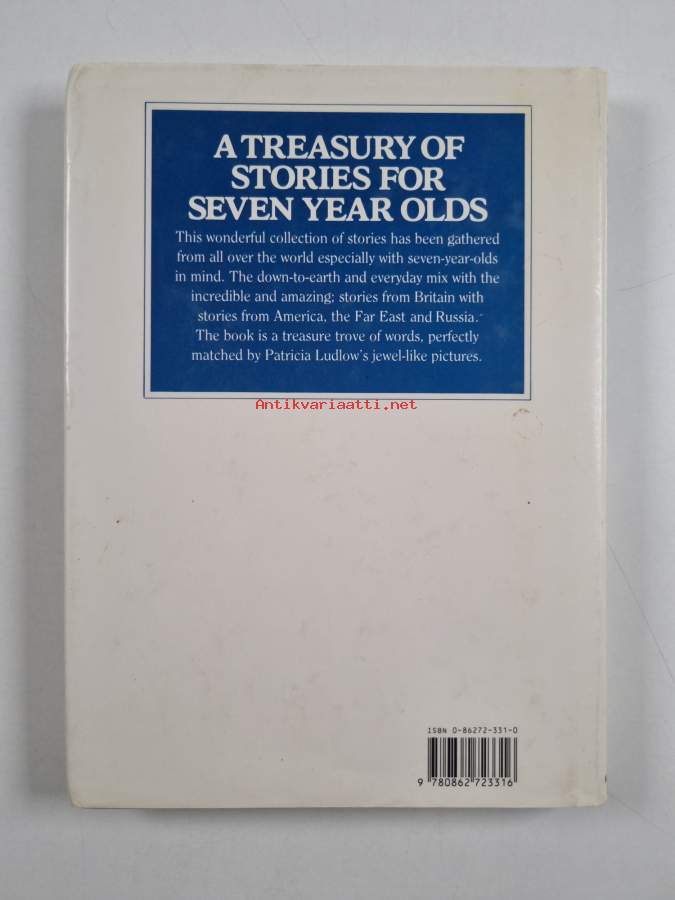 A TREASURY OF
STORIES FOR
SEVEN YEAR OLDS
This wonderful collection of stories has been gathered
from all over the world especially with seven-year-olds
in mind. The down-to-earth and everyday mix with the
incredible and amazing; stories from Britain with
stories from America, the Far East and Russia.
The book is a treasure trove of words, perfectly
matched by Patricia Ludlow's jewel-like pictures.
Antikvariaatti.net
ISBN 0-86272-331-0
9 780862 723316